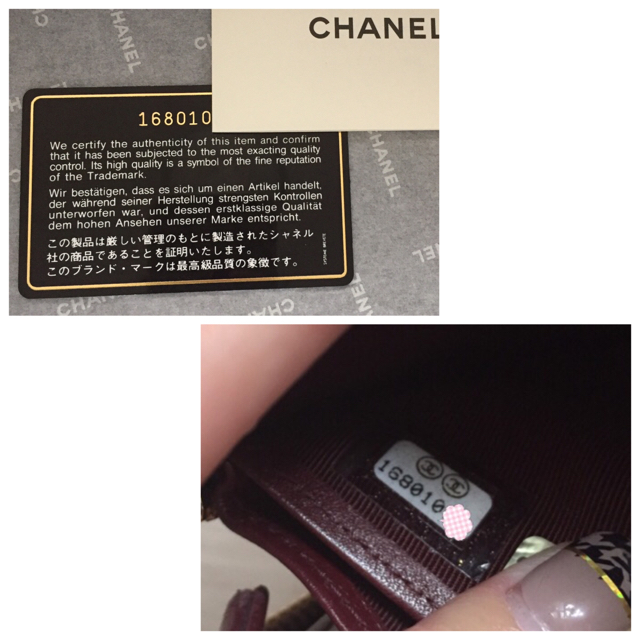 CHANEL
168010
We certify the authenticity of this item and confirm
that it has been subjected to the most exacting quality
control. Its high quality is a symbol of the fine reputation
of the Trademark.
Wir bestätigen, dass es sich um einen Artikel handelt,
der während seiner Herstellung strengsten Kontrollen
unterworfen war, und dessen erstklassige Qualität
dem hohen Ansehen unserer Marke entspricht.
この製品は厳しい管理のもとに製造されたシャネル
社の商品であることを証明いたします。
このブランド・マークは最高級品質の象徴です。
CHANEL
CHANEL
CHANEL
CHANEL
CHANEL
168010